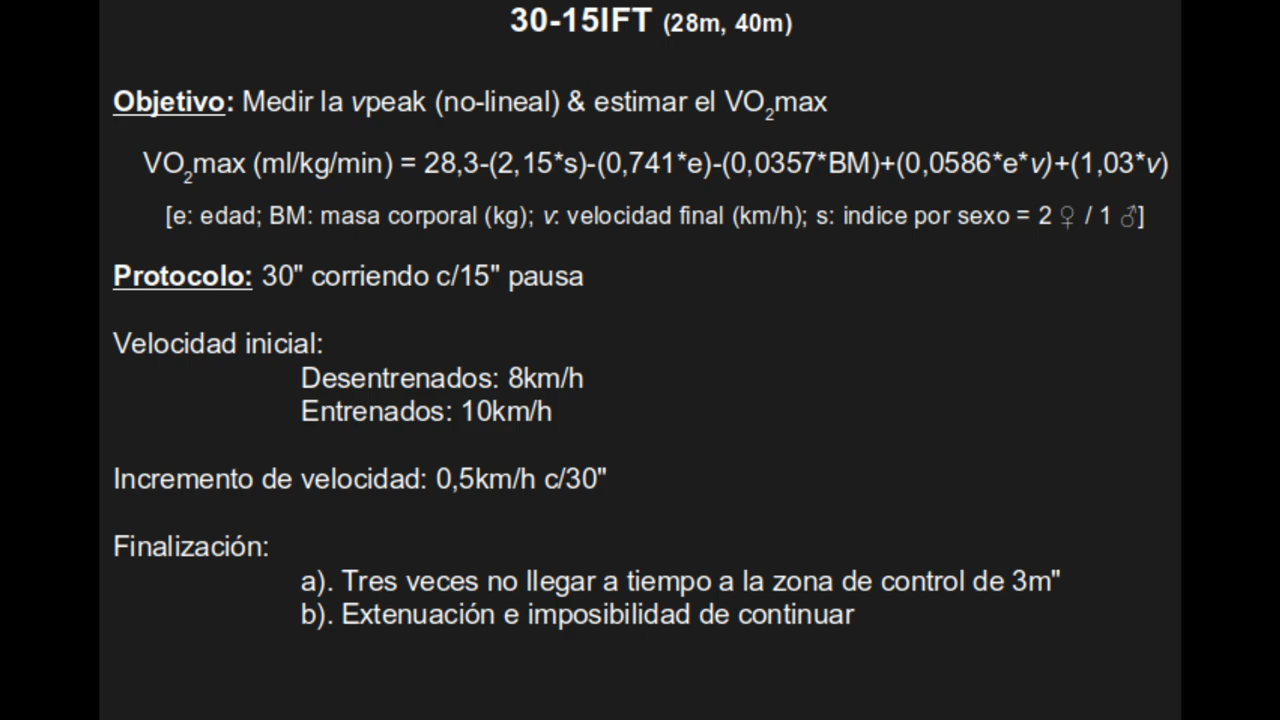 30-15IFT (28m, 40m)
Objetivo: Medir la vpeak (no-lineal) & estimar el VO2max
VO2max (ml/kg/min) = 28,3-(2,15*s)-(0,741*e)-(0,0357*BM)+(0,0586*e*v)+(1,03*v)
[e: edad; BM: masa corporal (kg); v: velocidad final (km/h); s: indice por sexo = 2 ♀ / 1 ♂]
Protocolo: 30" corriendo c/15" pausa
Velocidad inicial:
Desentrenados: 8km/h
Entrenados: 10km/h
Incremento de velocidad: 0,5km/h c/30"
Finalización:
a). Tres veces no llegar a tiempo a la zona de control de 3m"
b). Extenuación e imposibilidad de continuar